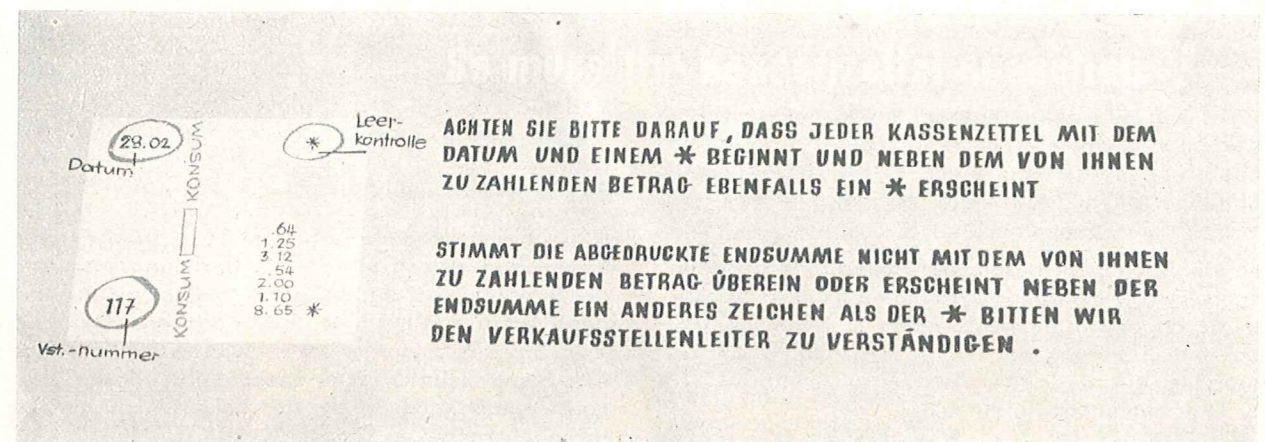 28.02
Datum
KONSUM
KONSUM
*
Leer-
kontrolle
.64
1.25
3.12
.54
2.00
1.10
8.65 *
117
Vst.-nummer
ACHTEN SIE BITTE DARAUF, DASS JEDER KASSENZETTEL MIT DEM
DATUM UND EINEM * BEGINNT UND NEBEN DEM VON IHNEN
ZU ZAHLENDEN BETRAG EBENFALLS EIN * ERSCHEINT
STIMMT DIE ABGEDRUCKTE ENDSUMME NICHT MIT DEM VON IHNEN
ZU ZAHLENDEN BETRAG ÜBEREIN ODER ERSCHEINT NEBEN DER
ENDSUMME EIN ANDERES ZEICHEN ALS DER * BITTEN WIR
DEN VERKAUFSSTELLENLEITER ZU VERSTÄNDIGEN .